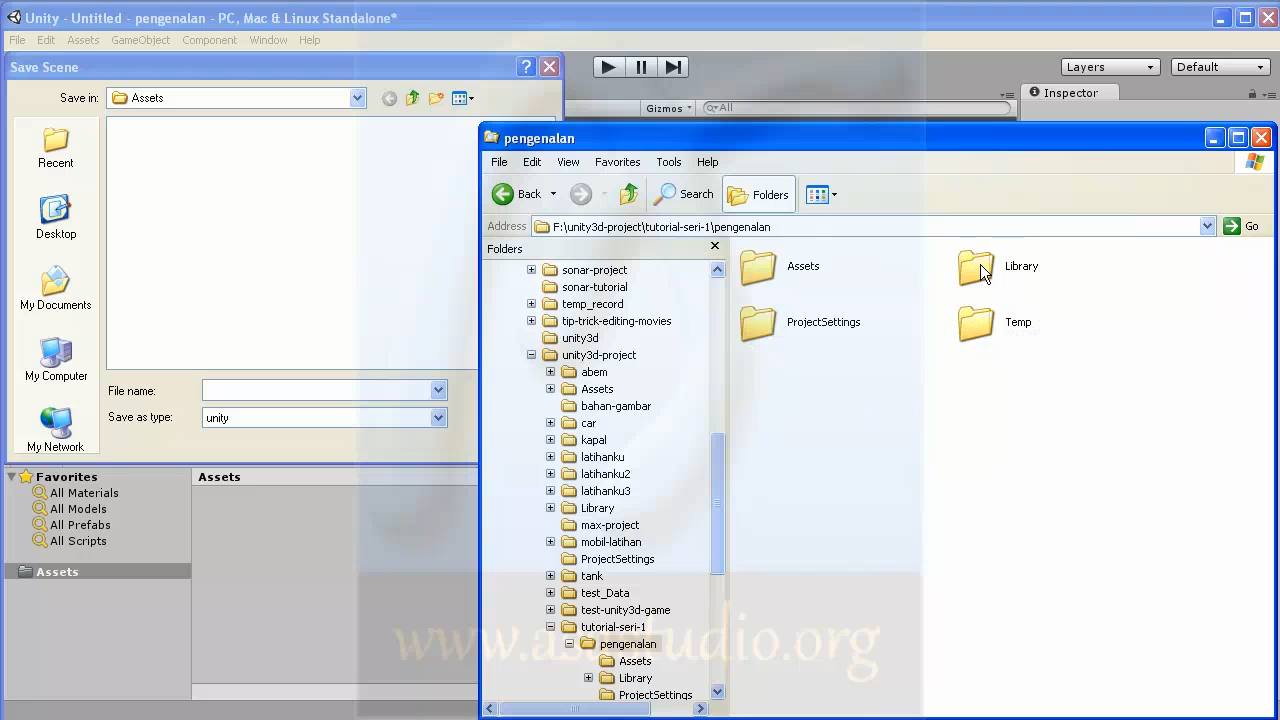 Unity - Untitled - pengenalan - PC, Mac & Linux Standalone*
File Edit Assets GameObject Component Window Help
Save Scene
Layers
Default
Save in:
Assets
Gizmos
All
Inspector
Recent
Desktop
My Documents
My Computer
My Network
File name:
Save as type:
unity
Favorites
All Materials
All Models
All Prefabs
All Scripts
Assets
Assets
pengenalan
File Edit View Favorites Tools Help
Back
Search
Folders
Address
F:\unity3d-project\tutorial-seri-1\pengenalan
Go
Folders
sonar-project
sonar-tutorial
temp_record
tip-trick-editing-movies
unity3d
unity3d-project
abem
Assets
bahan-gambar
car
kapal
latihanku
latihanku2
latihanku3
Library
max-project
mobil-latihan
ProjectSettings
tank
test_Data
test-unity3d-game
tutorial-seri-1
pengenalan
Assets
Library
ProjectSettings
Assets
Library
ProjectSettings
Temp